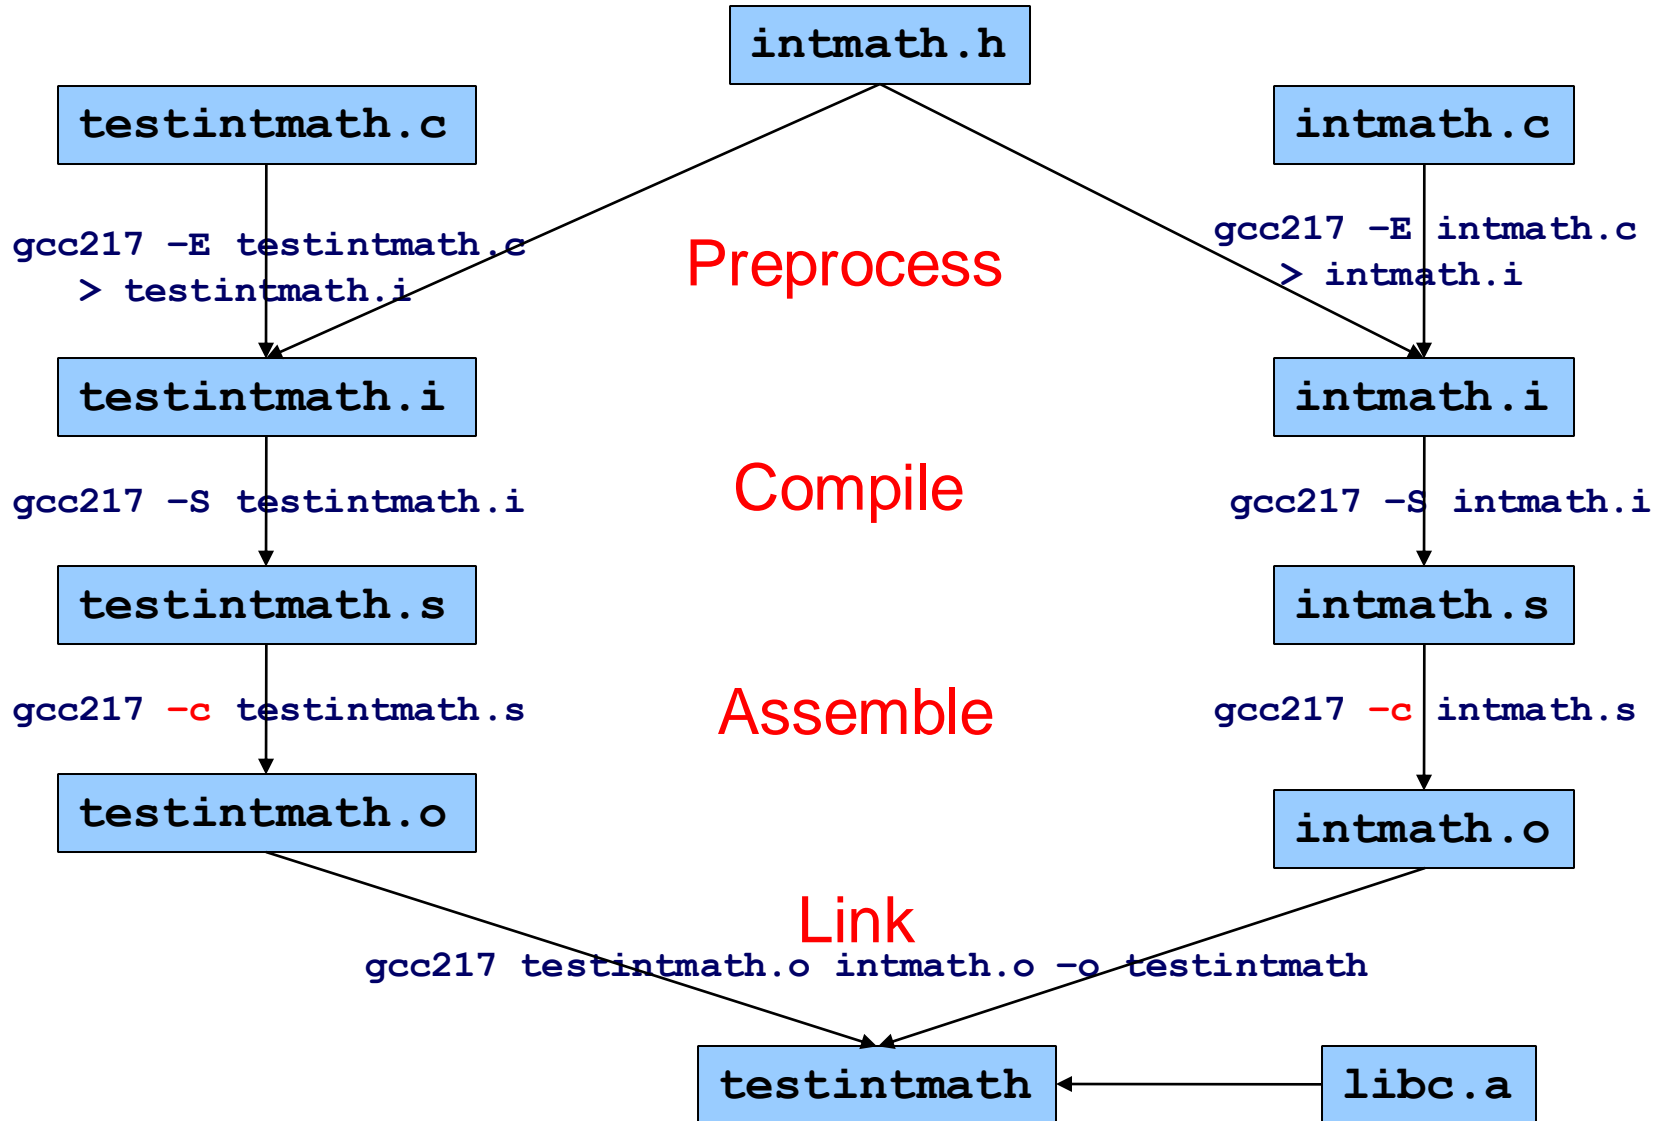 intmath.h
testintmath.c
intmath.c
gcc217 –E testintmath.c
> testintmath.i
Preprocess
gcc217 –E intmath.c
> intmath.i
testintmath.i
intmath.i
gcc217 –S testintmath.i
Compile
gcc217 –S intmath.i
testintmath.s
intmath.s
gcc217 –c testintmath.s
Assemble
gcc217 –c intmath.s
testintmath.o
intmath.o
Link
gcc217 testintmath.o intmath.o –o testintmath
testintmath
libc.a